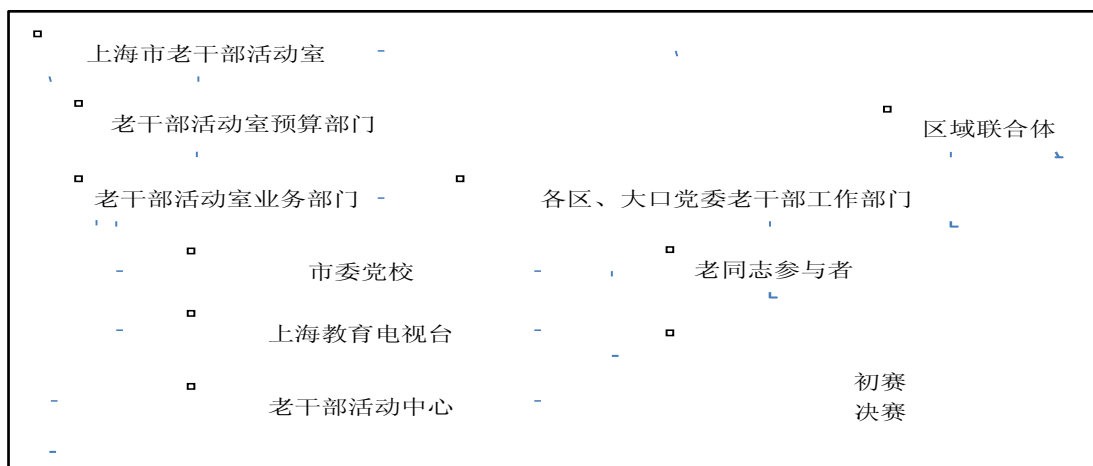 上海市老干部活动室
老干部活动室预算部门
区域联合体
老干部活动室业务部门
各区、大口党委老干部工作部门
市委党校
老同志参与者
上海教育电视台
初赛
老干部活动中心
决赛